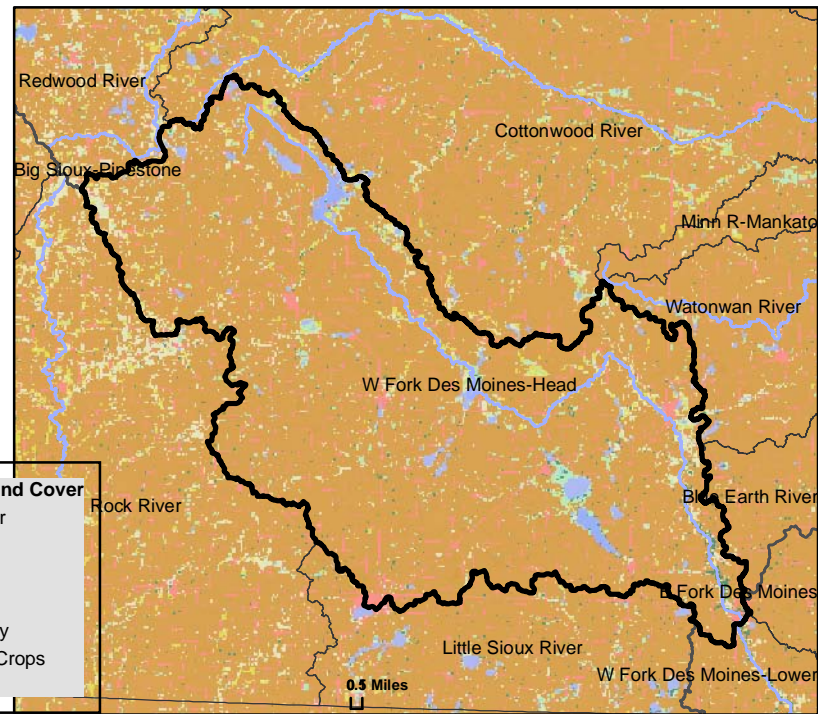 Redwood River
Cottonwood River
Big Sioux-Pipestone
Minn R-Mankato
Watonwan River
W Fork Des Moines-Head
Blue Earth River
Rock River
E Fork Des Moines
Little Sioux River
W Fork Des Moines-Lower
0.5 Miles
nd Cover
r
y
Crops